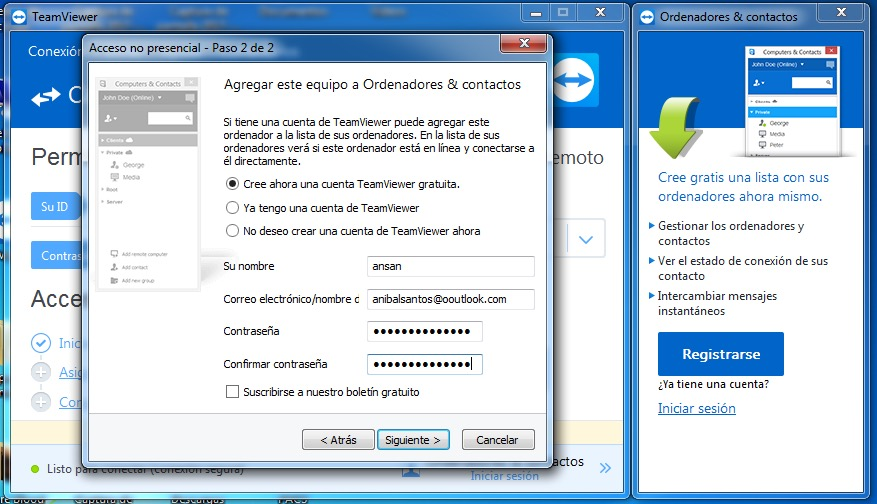 TeamViewer
Conexión
Perm
emoto
Su ID
Contras
Acce
Inic
Asig
Con
Listo para conectar (conexión segura)
Iniciar sesión
Acceso no presencial - Paso 2 de 2
Computers & Contacts
John Doe (Online)
Clients
Private
George
Media
Root
Server
Add remote computer
Add contact
Add new group
Agregar este equipo a Ordenadores & contactos
Si tiene una cuenta de TeamViewer puede agregar este
ordenador a la lista de sus ordenadores. En la lista de sus
ordenadores verá si este ordenador está en línea y conectarse a
él directamente.
Cree ahora una cuenta TeamViewer gratuita.
Ya tengo una cuenta de TeamViewer
No deseo crear una cuenta de TeamViewer ahora
Su nombre
ansan
Correo electrónico/nombre d
anibalsantos@ooutlook.com
Contraseña
Confirmar contraseña
Suscribirse a nuestro boletín gratuito
< Atrás
Siguiente >
Cancelar
Ordenadores & contactos
Computers & Contacts
John Doe (Online)
Clients
Private
George
Media
Peter
Cree gratis una lista con sus
ordenadores ahora mismo.
Gestionar los ordenadores y
contactos
Ver el estado de conexión de sus
contacto
Intercambiar mensajes
instantáneos
Registrarse
¿Ya tiene una cuenta?
Iniciar sesión
Captura de
Descargas
PACS